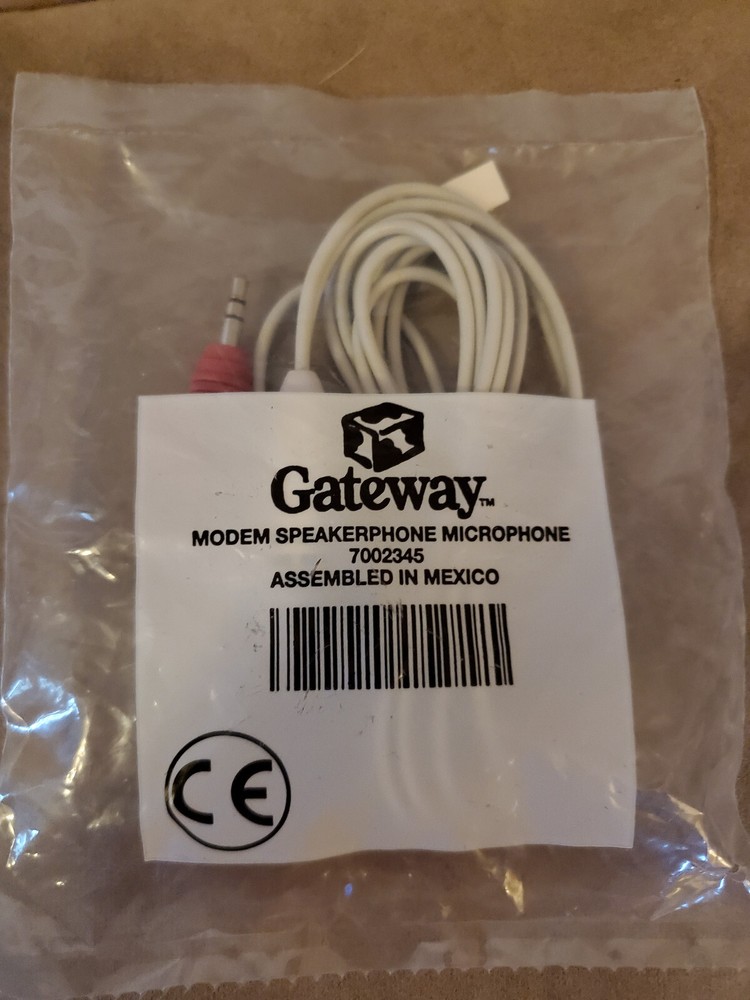 Gateway™
MODEM SPEAKERPHONE MICROPHONE
7002345
ASSEMBLED IN MEXICO
CE